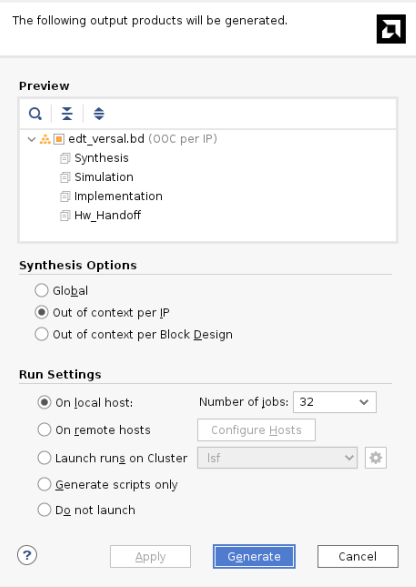 The following output products will be generated.
Preview
edt_versal.bd (OOC per IP)
Synthesis
Simulation
Implementation
Hw_Handoff
Synthesis Options
Global
Out of context per IP
Out of context per Block Design
Run Settings
On local host: Number of jobs: 32
On remote hosts Configure Hosts
Launch runs on Cluster lsf
Generate scripts only
Do not launch
? Apply Generate Cancel